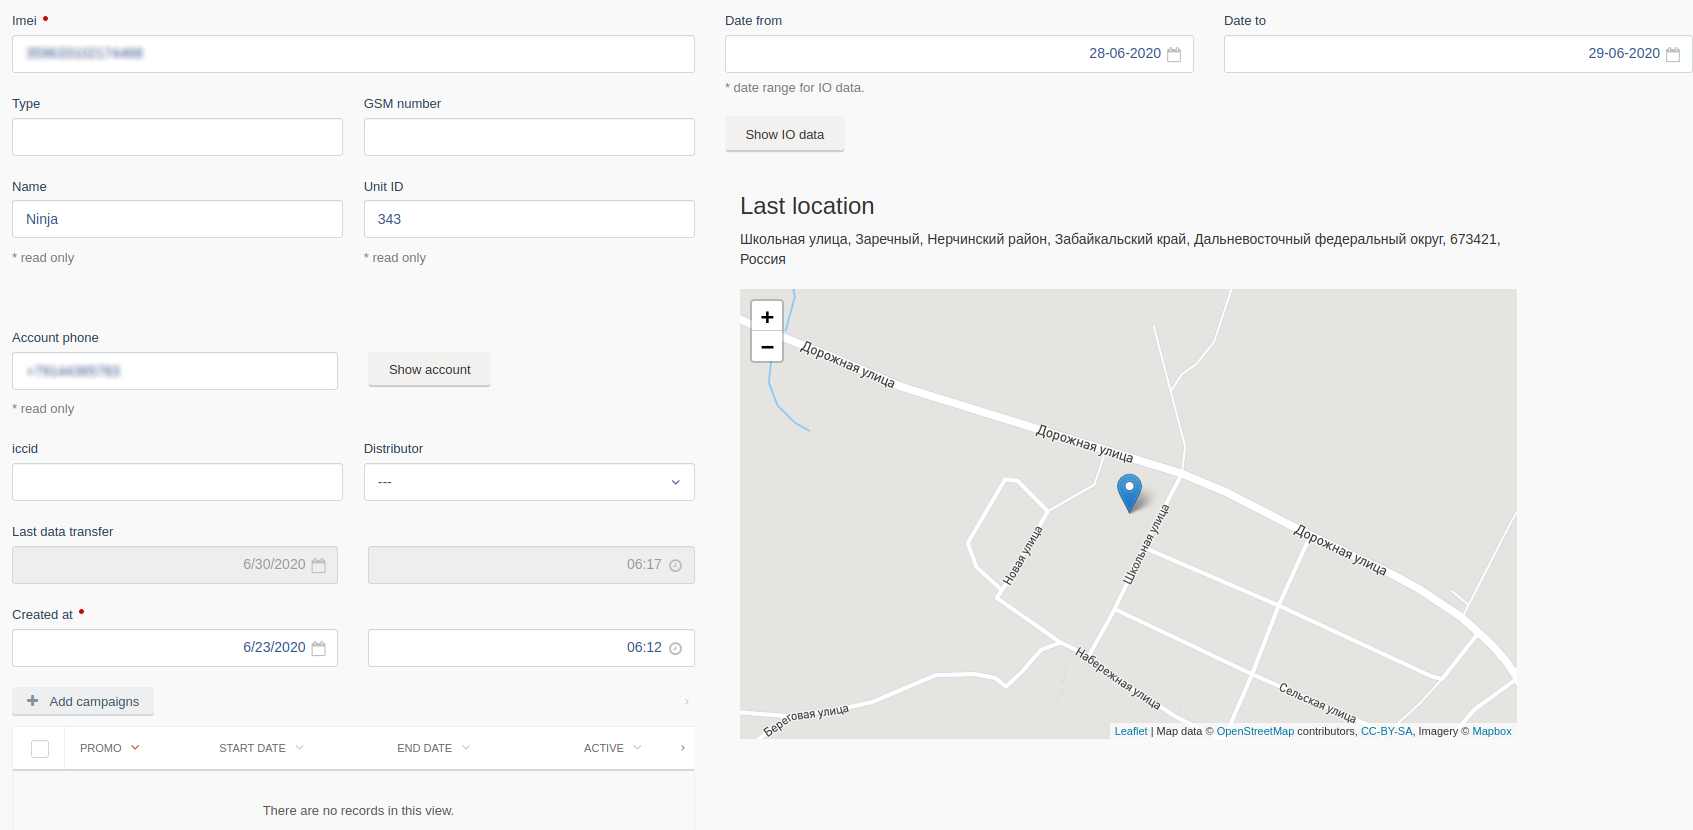 Imei •
Type
GSM number
Name
Unit ID
Ninja
343
* read only
* read only
Account phone
Show account
* read only
iccid
Distributor
---
Last data transfer
6/30/2020
06:17
Created at •
6/23/2020
06:12
+ Add campaigns
PROMO
START DATE
END DATE
ACTIVE
There are no records in this view.
Date from
Date to
28-06-2020
29-06-2020
* date range for IO data.
Show IO data
Last location
Школьная улица, Заречный, Нерчинский район, Забайкальский край, Дальневосточный федеральный округ, 673421,
Россия
+
−
Дорожная улица
Дорожная улица
Дорожная улица
Новая улица
Школьная улица
Набережная улица
Сельская улица
Береговая улица
Leaflet | Map data © OpenStreetMap contributors, CC-BY-SA, Imagery © Mapbox